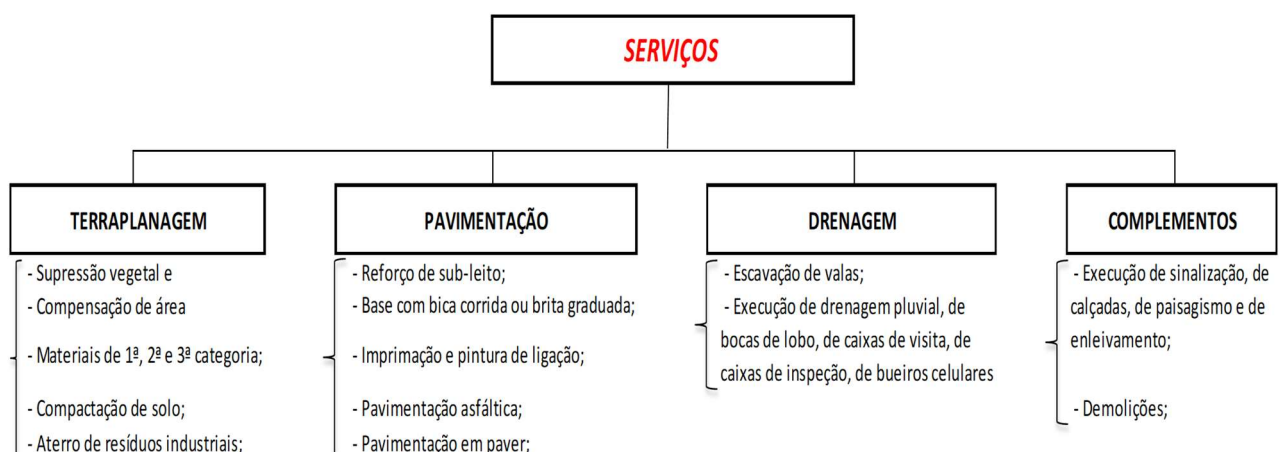 SERVIÇOS
TERRAPLANAGEM
- Supressão vegetal e
- Compensação de área
- Materiais de 1ª, 2ª e 3ª categoria;
- Compactação de solo;
- Aterro de resíduos industriais;
PAVIMENTAÇÃO
- Reforço de sub-leito;
- Base com bica corrida ou brita graduada;
- Imprimação e pintura de ligação;
- Pavimentação asfáltica;
- Pavimentação em paver;
DRENAGEM
- Escavação de valas;
- Execução de drenagem pluvial, de
bocas de lobo, de caixas de visita, de
caixas de inspeção, de bueiros celulares
COMPLEMENTOS
- Execução de sinalização, de
calçadas, de paisagismo e de
enleivamento;
- Demolições;